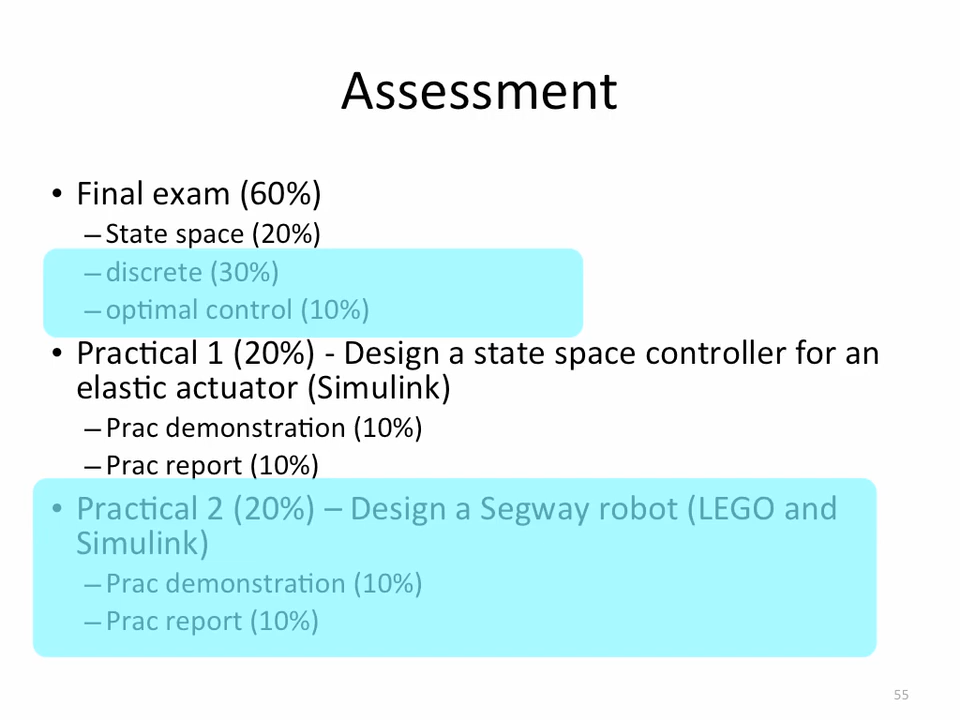 Assessment
• Final exam (60%)
– State space (20%)
– discrete (30%)
– optimal control (10%)
• Practical 1 (20%) - Design a state space controller for an
elastic actuator (Simulink)
– Prac demonstration (10%)
– Prac report (10%)
• Practical 2 (20%) – Design a Segway robot (LEGO and
Simulink)
– Prac demonstration (10%)
– Prac report (10%)
55